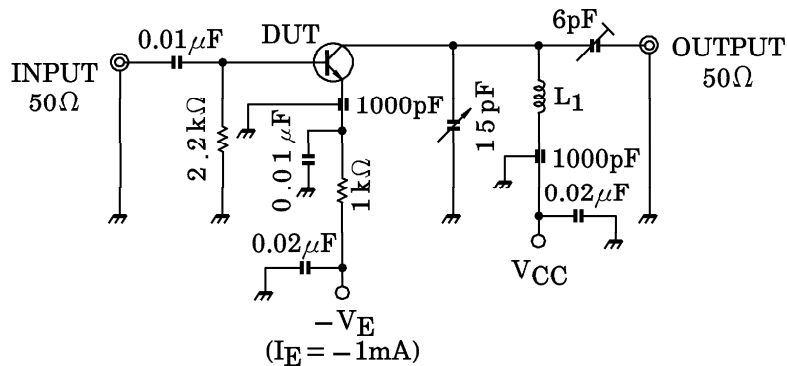 0.01μF
DUT
6pF
INPUT
50Ω
OUTPUT
50Ω
2.2kΩ
1000pF
0.01μF
1kΩ
15pF
L1
1000pF
0.02μF
0.02μF
VCC
−VE
(IE = −1mA)